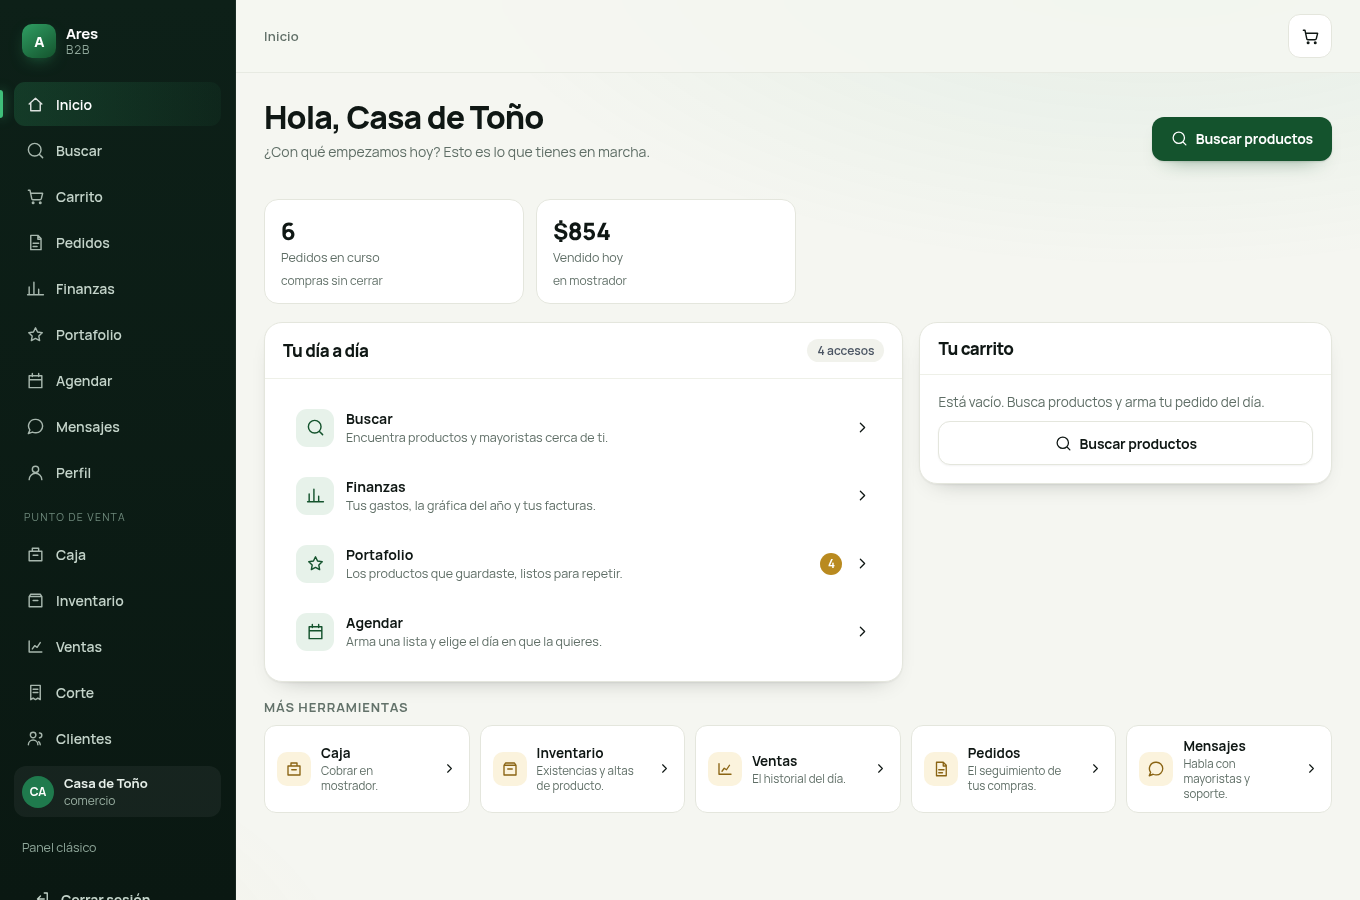 A
Ares
B2B
Inicio
Buscar
Carrito
Pedidos
Finanzas
Portafolio
Agendar
Mensajes
Perfil
PUNTO DE VENTA
Caja
Inventario
Ventas
Corte
Clientes
CA
Casa de Toño
comercio
Panel clásico
Cerrar sesión
Inicio
Hola, Casa de Toño
¿Con qué empezamos hoy? Esto es lo que tienes en marcha.
Buscar productos
6
Pedidos en curso
compras sin cerrar
$854
Vendido hoy
en mostrador
Tu día a día
4 accesos
Buscar
Encuentra productos y mayoristas cerca de ti.
Finanzas
Tus gastos, la gráfica del año y tus facturas.
Portafolio
Los productos que guardaste, listos para repetir.
4
Agendar
Arma una lista y elige el día en que la quieres.
Tu carrito
Está vacío. Busca productos y arma tu pedido del día.
Buscar productos
MÁS HERRAMIENTAS
Caja
Cobrar en
mostrador.
Inventario
Existencias y altas
de producto.
Ventas
El historial del día.
Pedidos
El seguimiento de
tus compras.
Mensajes
Habla con
mayoristas y
soporte.